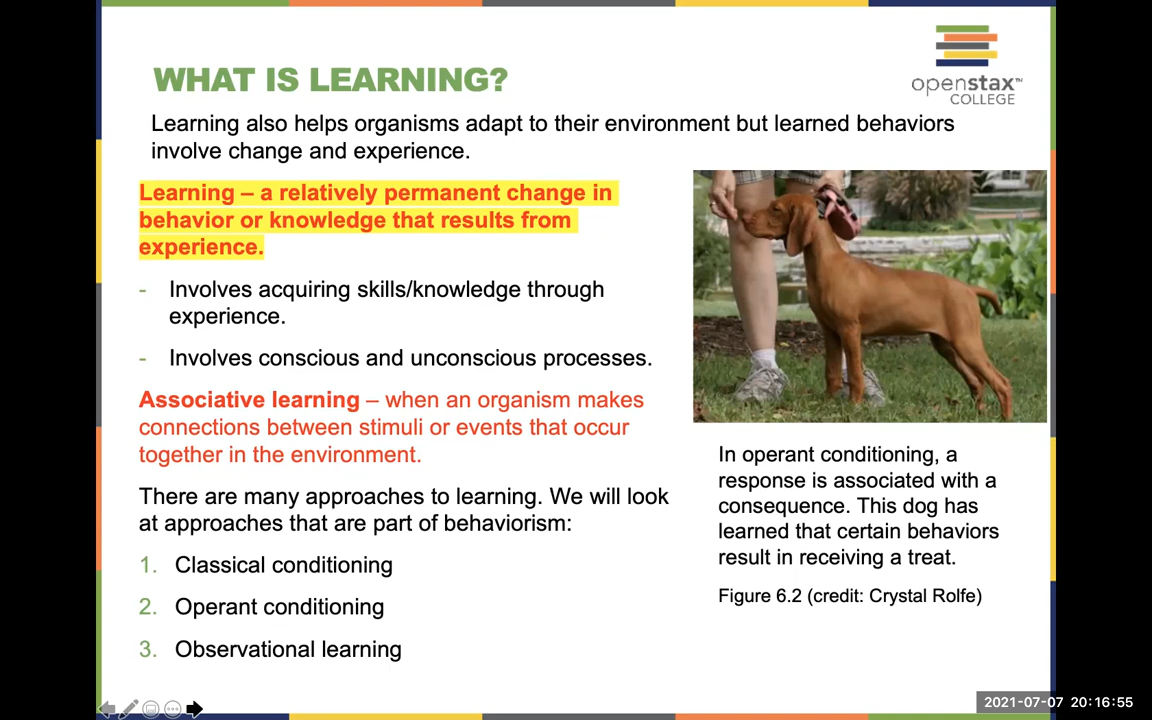 WHAT IS LEARNING?
openstax™
COLLEGE
Learning also helps organisms adapt to their environment but learned behaviors
involve change and experience.
Learning – a relatively permanent change in
behavior or knowledge that results from
experience.
- Involves acquiring skills/knowledge through
experience.
- Involves conscious and unconscious processes.
Associative learning – when an organism makes
connections between stimuli or events that occur
together in the environment.
There are many approaches to learning. We will look
at approaches that are part of behaviorism:
1. Classical conditioning
2. Operant conditioning
3. Observational learning
In operant conditioning, a
response is associated with a
consequence. This dog has
learned that certain behaviors
result in receiving a treat.
Figure 6.2 (credit: Crystal Rolfe)
2021-07-07 20:16:55